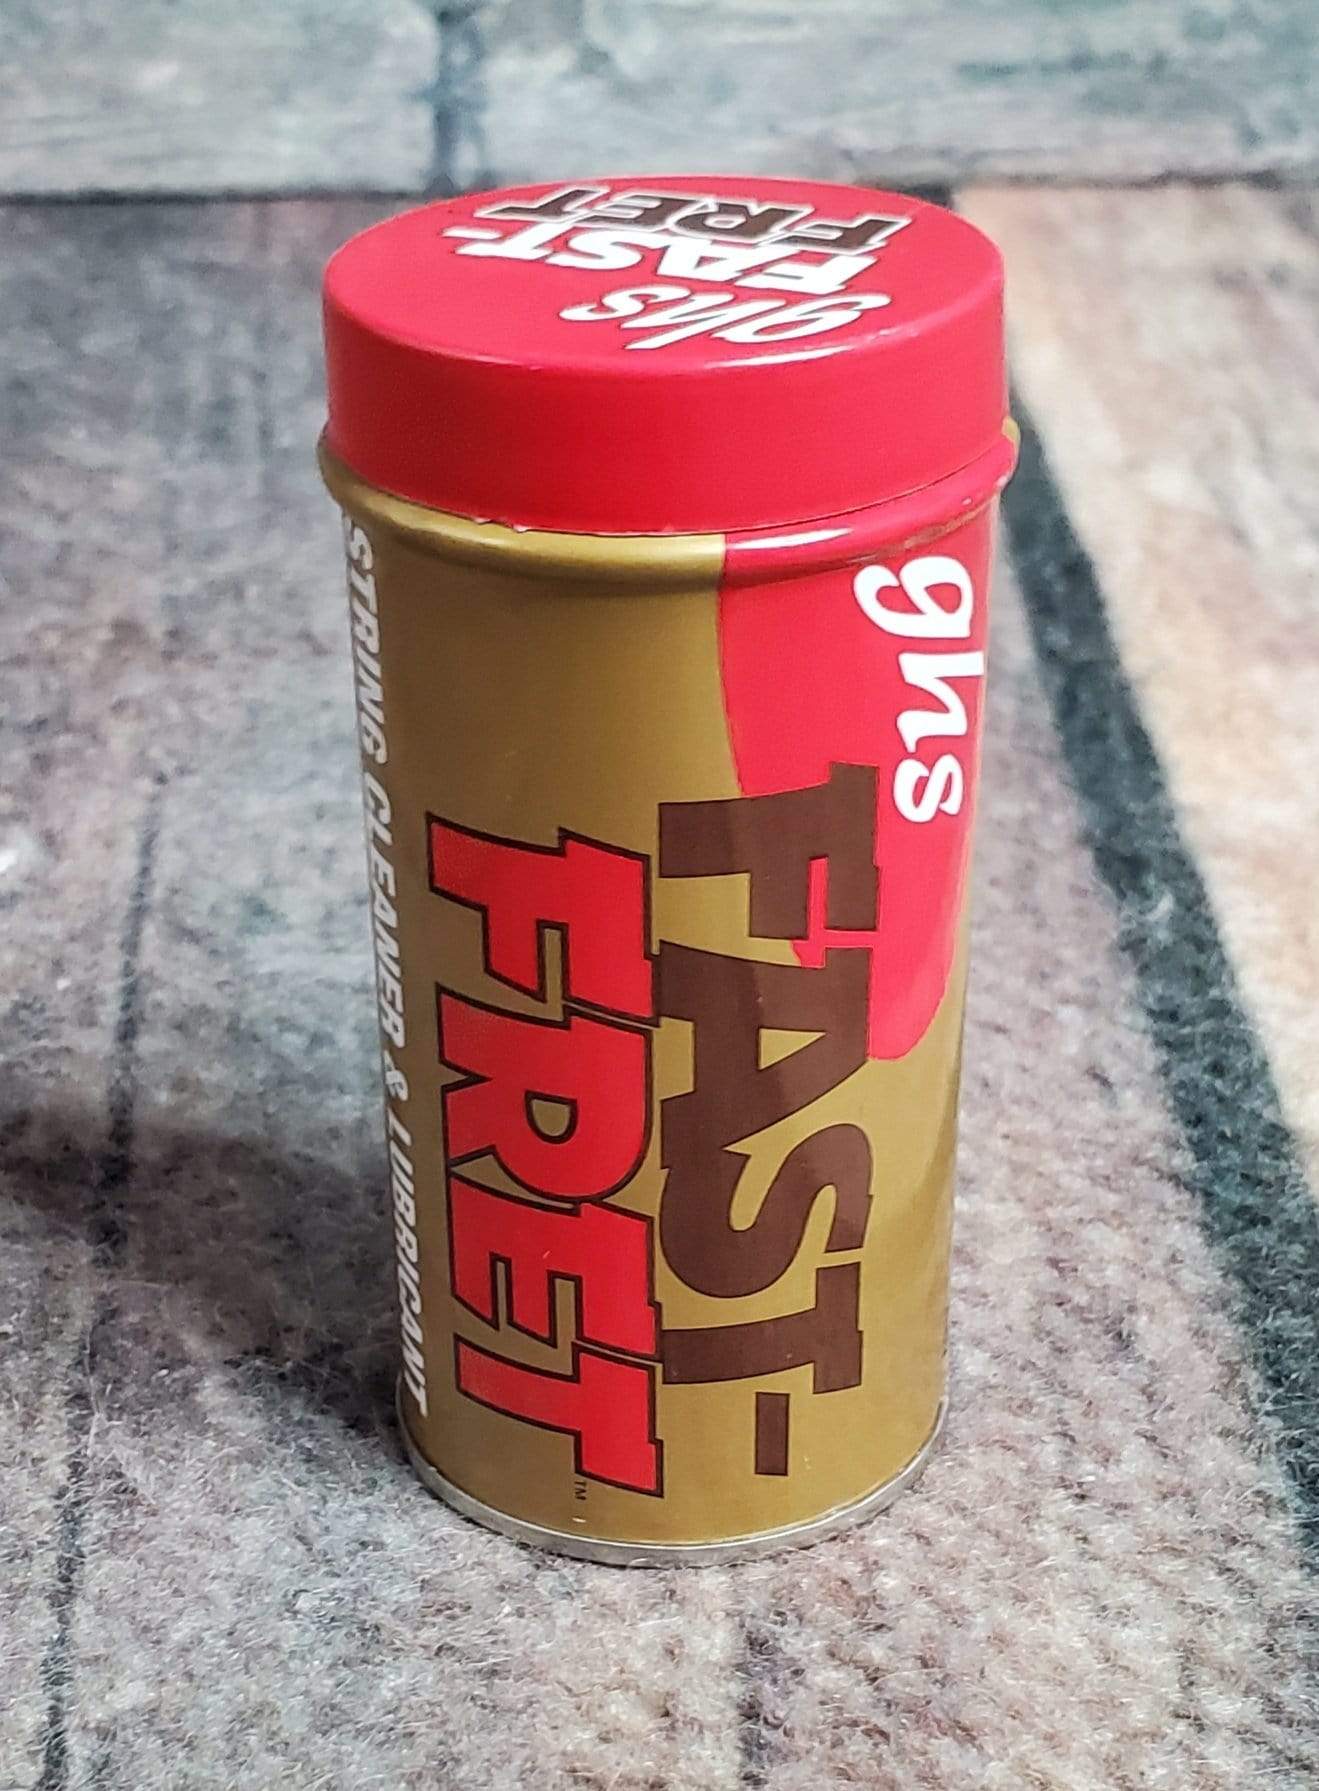 ghs
FAST-
FRET
ghs
FAST-
FRET™
STRING CLEANER & LUBRICANT